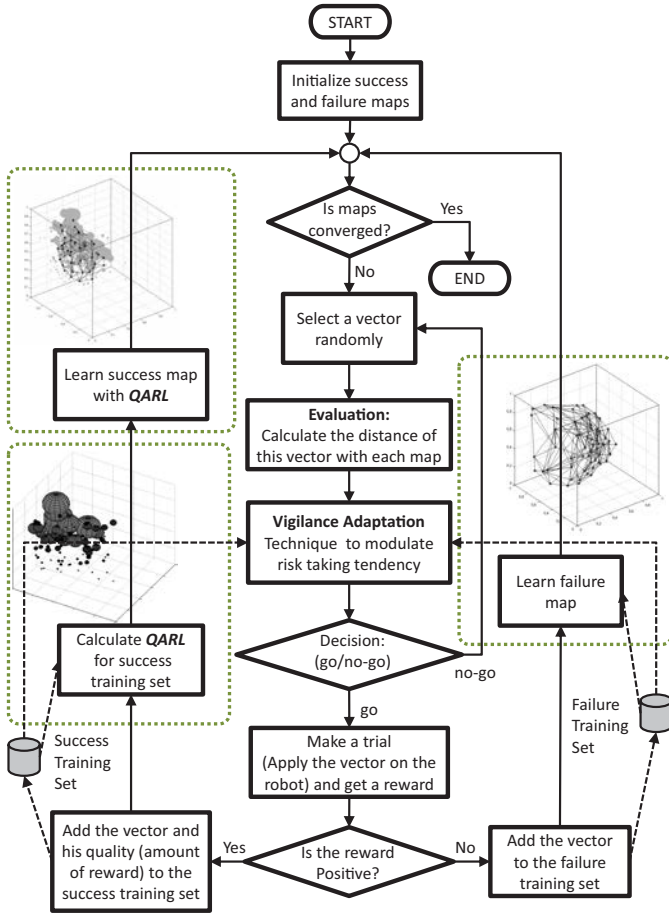 START
Initialize success
and failure maps
Is maps
converged?
Yes
END
No
Select a vector
randomly
Learn success map
with QARL
Evaluation:
Calculate the distance of
this vector with each map
Vigilance Adaptation
Technique to modulate
risk taking tendency
Learn failure
map
Calculate QARL
for success
training set
Decision:
(go/no-go)
no-go
go
Success
Training
Set
Failure
Training
Set
Make a trial
(Apply the vector on the
robot) and get a reward
Add the vector and
his quality (amount
of reward) to the
success training set
Yes
Is the reward
Positive?
No
Add the vector
to the failure
training set